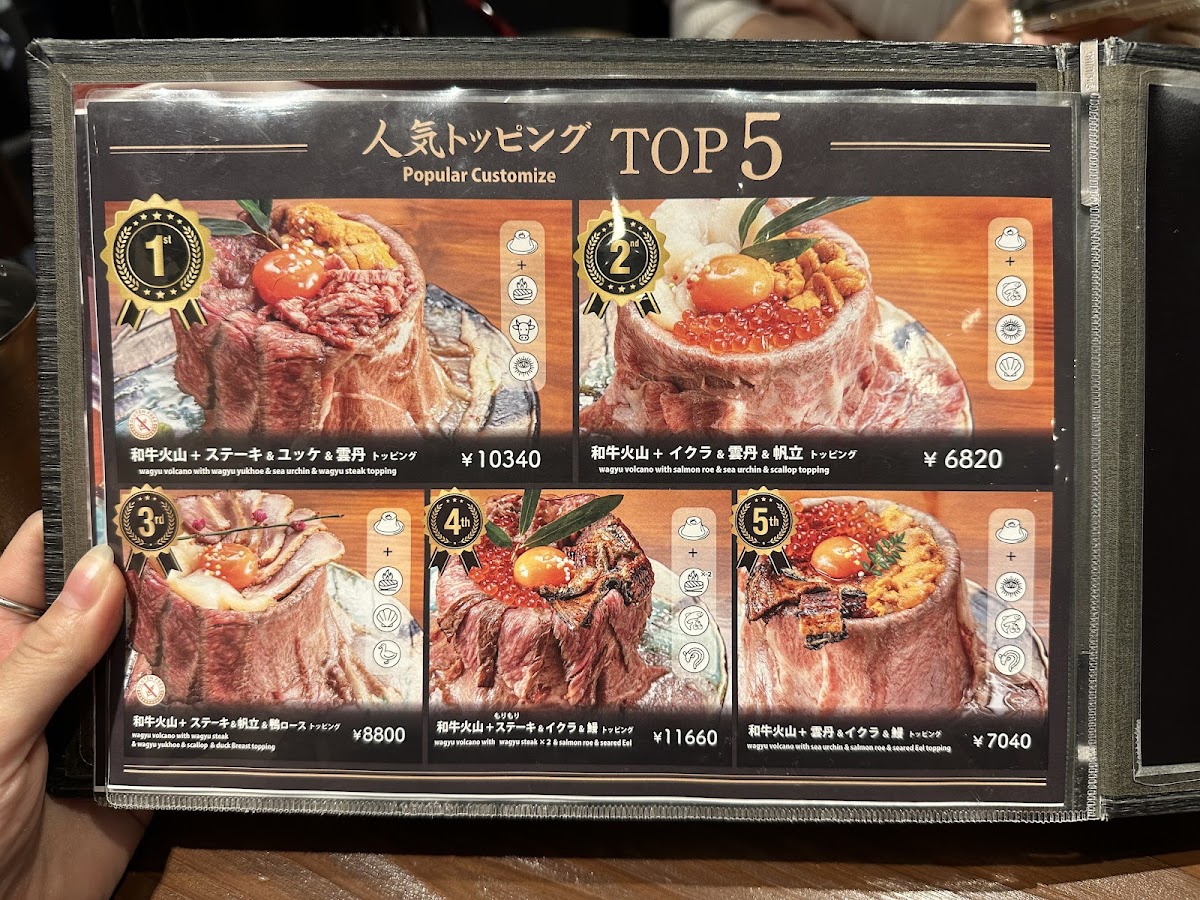 人気トッピング TOP 5
Popular Customize
1st
和牛火山 + ステーキ & ユッケ & 雲丹 トッピング ¥10340
wagyu volcano with wagyu yukhoe & sea urchin & wagyu steak topping
2nd
和牛火山 + イクラ & 雲丹 & 帆立 トッピング ¥ 6820
wagyu volcano with salmon roe & sea urchin & scallop topping
3rd
和牛火山 + ステーキ&帆立&鴨ロース トッピング ¥8800
wagyu volcano with wagyu steak
& wagyu yukhoe & scallop & duck Breast topping
4th
×2
もりもり
和牛火山 + ステーキ&イクラ & 鰻 トッピング ¥11660
wagyu volcano with wagyu steak ×2 & salmon roe & seared Eel
5th
和牛火山 + 雲丹 &イクラ & 鰻 トッピング ¥7040
wagyu volcano with sea urchin & salmon roe & seared Eel topping